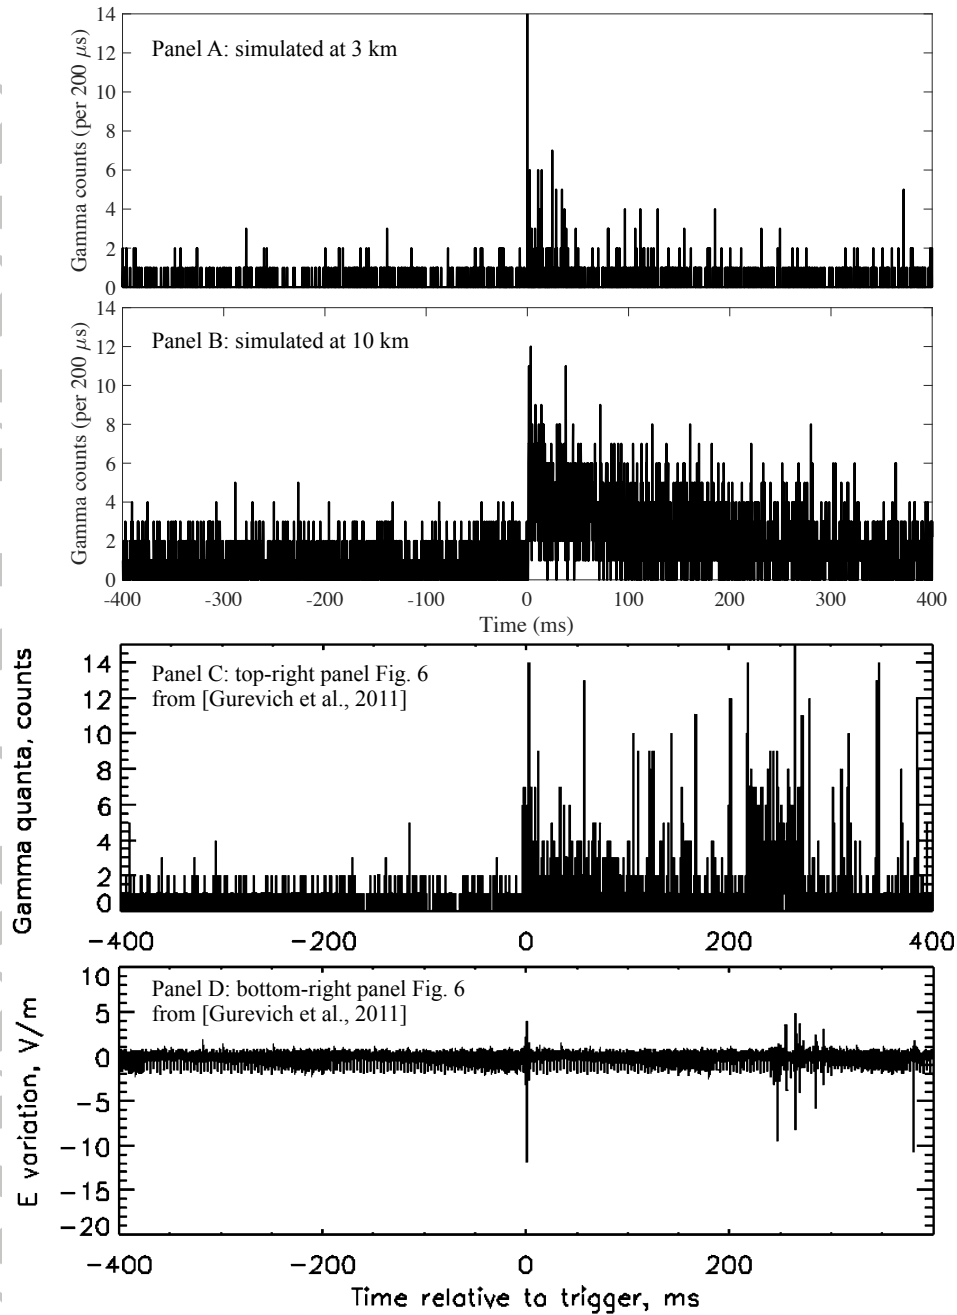 14
12
10
8
6
4
2
0
Gamma counts (per 200 μs)
Panel A: simulated at 3 km
14
12
10
8
6
4
2
0
Gamma counts (per 200 μs)
Panel B: simulated at 10 km
-400 -300 -200 -100 0 100 200 300 400
Time (ms)
14
12
10
8
6
4
2
0
Gamma quanta, counts
Panel C: top-right panel Fig. 6
from [Gurevich et al., 2011]
−400 −200 0 200 400
10
5
0
−5
−10
−15
−20
E variation, V/m
Panel D: bottom-right panel Fig. 6
from [Gurevich et al., 2011]
−400 −200 0 200
Time relative to trigger, ms